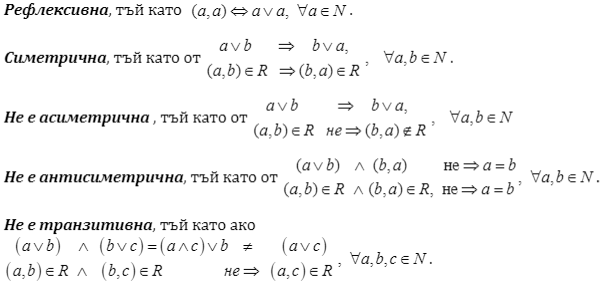 Рефлексивна, тъй като (a,a) ⇔ a ∨ a, ∀a ∈ N.
Симетрична, тъй като от a ∨ b ⇒ b ∨ a, (a,b) ∈ R ⇒ (b,a) ∈ R , ∀a,b ∈ N.
Не е асиметрична , тъй като от a ∨ b ⇒ b ∨ a, (a,b) ∈ R не ⇒ (b,a) ∉ R , ∀a,b ∈ N
Не е антисиметрична, тъй като от (a ∨ b) ∧ (b,a) не ⇒ a = b (a,b) ∈ R ∧ (b,a) ∈ R, не ⇒ a = b , ∀a,b ∈ N.
Не е транзитивна, тъй като ако
(a ∨ b) ∧ (b ∨ c) = (a ∧ c) ∨ b ≠ (a ∨ c)
(a,b) ∈ R ∧ (b,c) ∈ R не ⇒ (a,c) ∈ R , ∀a,b,c ∈ N.